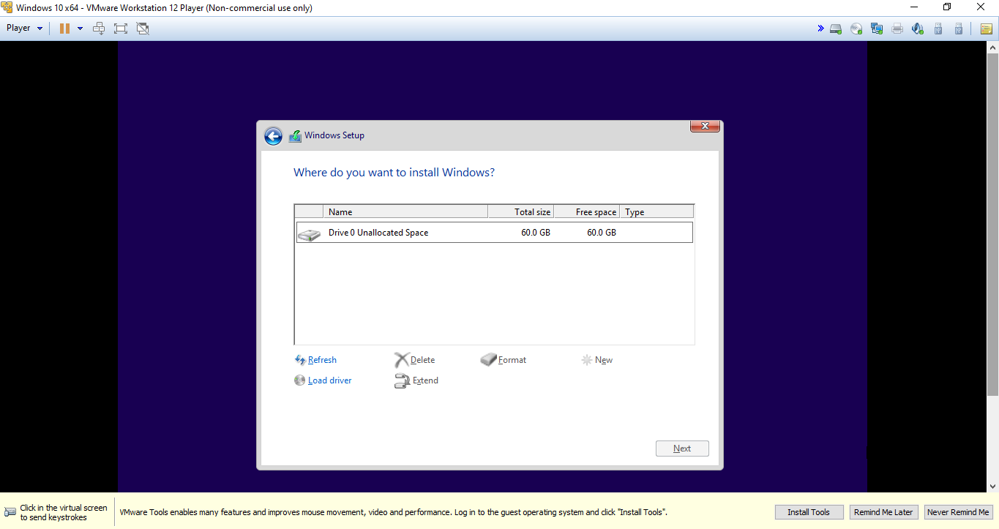 Windows 10 x64 - VMware Workstation 12 Player (Non-commercial use only)
Player
Windows Setup
Where do you want to install Windows?
Name Total size Free space Type
Drive 0 Unallocated Space 60.0 GB 60.0 GB
Refresh Delete Format New
Load driver Extend
Next
Click in the virtual screen
to send keystrokes
VMware Tools enables many features and improves mouse movement, video and performance. Log in to the guest operating system and click "Install Tools".
Install Tools Remind Me Later Never Remind Me